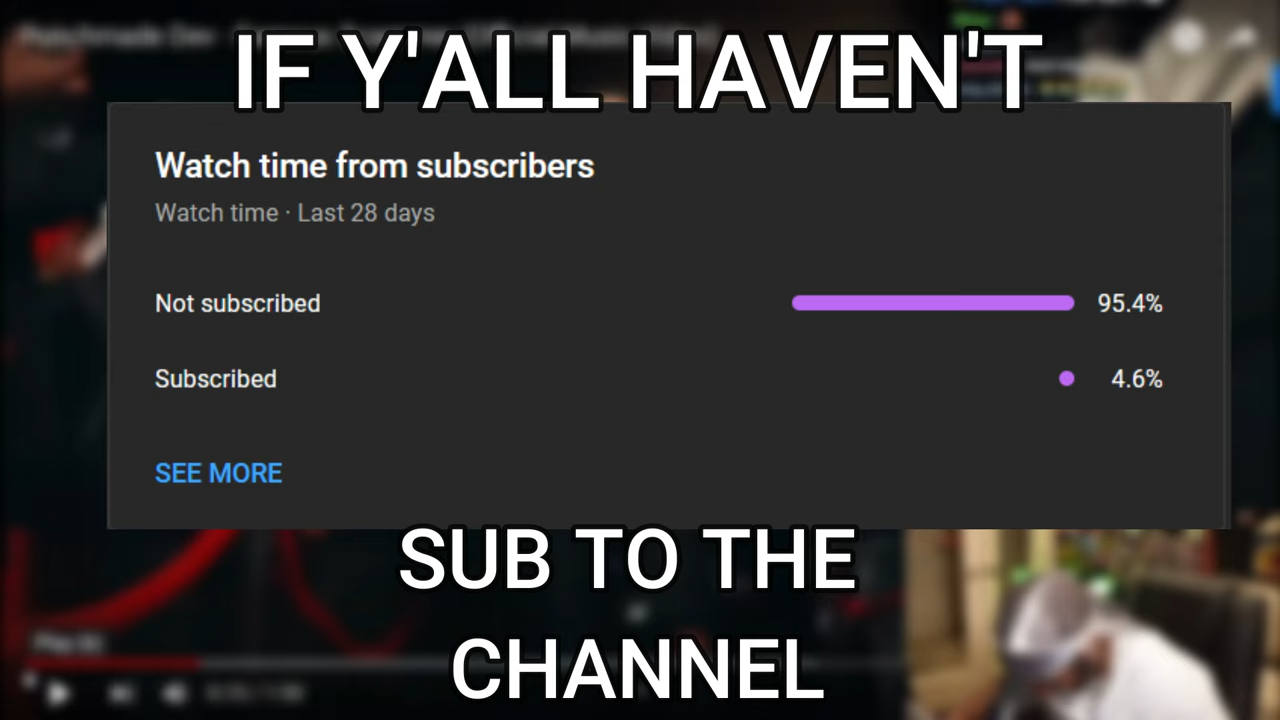 IF Y'ALL HAVEN'T
Watch time from subscribers
Watch time · Last 28 days
Not subscribed 95.4%
Subscribed 4.6%
SEE MORE
SUB TO THE
CHANNEL